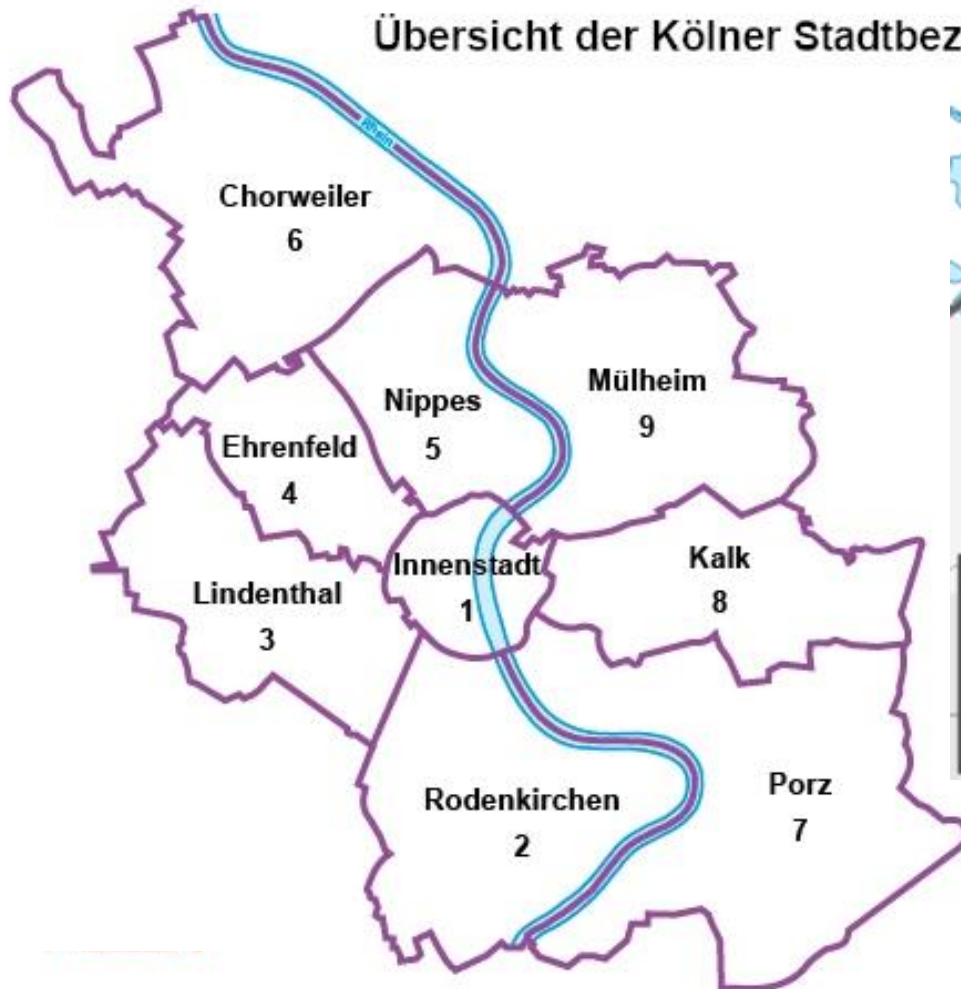 Übersicht der Kölner Stadtbez
Rhein
Chorweiler
6
Mülheim
9
Nippes
5
Ehrenfeld
4
Innenstadt
1
Kalk
8
Lindenthal
3
Rodenkirchen
2
Porz
7